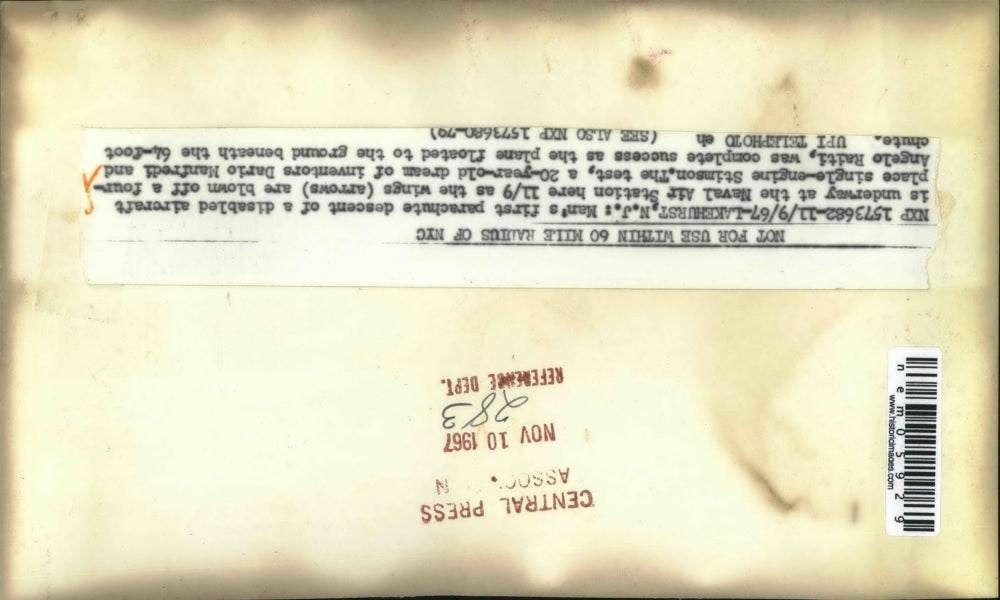 NOT FOR USE WITHIN 60 MILE RADIUS OF NYC
NXP 1573682-11/9/67-LAKEHURST,N.J.: Man's first parachute descent of a disabled aircraft
is underway at the Naval Air Station here 11/9 as the wings (arrows) are blown off a four-
place single-engine Stimson.The test, a 20-year-old dream of inventors Dario Manfredi and
Angelo Raiti, was complete success as the plane floated to the ground beneath the 64-foot
chute. UPI TELEPHOTO eh (SEE ALSO NXP 1573680-79)
CENTRAL PRESS
NOV 10 1967
283
REFERENCE DEPT.
nem05929
www.historicimages.com